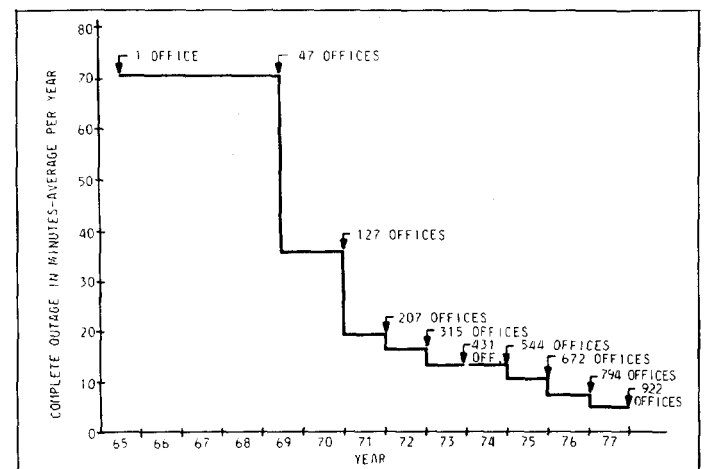 COMPLETE OUTAGE IN MINUTES-AVERAGE PER YEAR
80
70
60
50
40
30
20
10
0
1 OFFICE
47 OFFICES
127 OFFICES
207 OFFICES
315 OFFICES
431
OFF.
544 OFFICES
672 OFFICES
794 OFFICES
922
OFFICES
65 66 67 68 69 70 71 72 73 74 75 76 77
YEAR